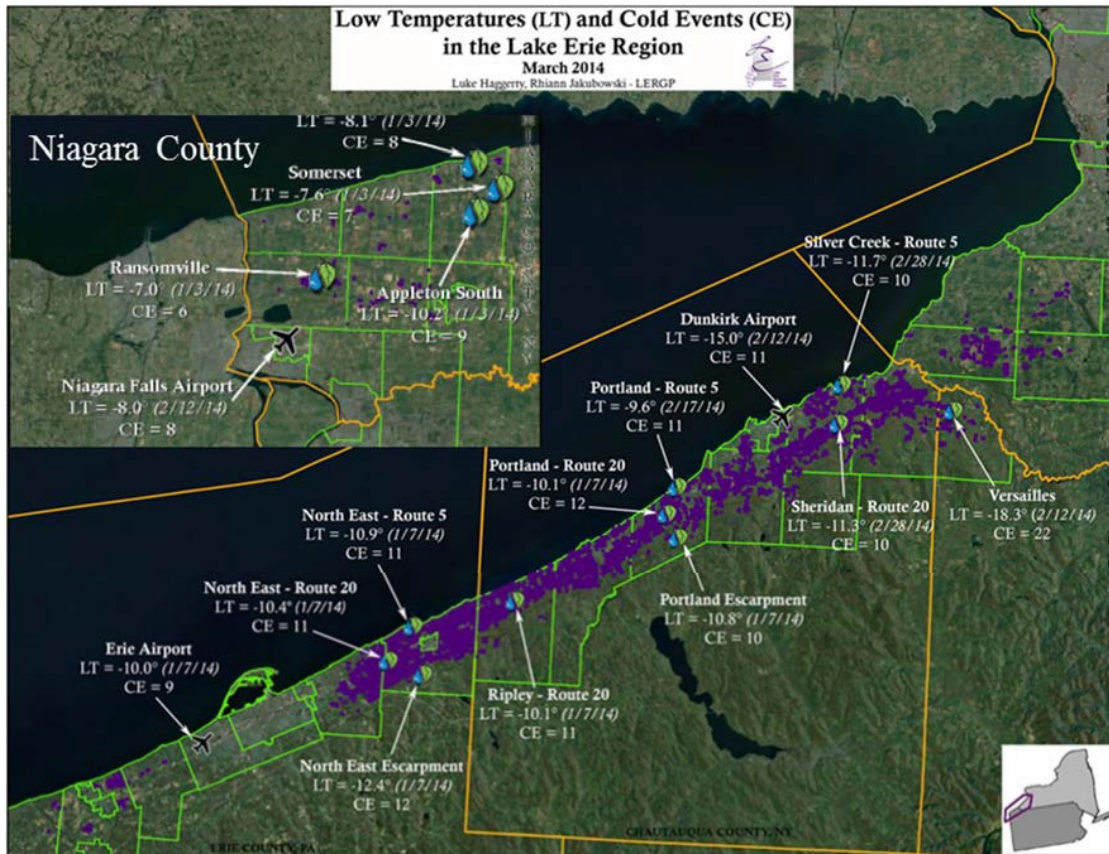 Low Temperatures (LT) and Cold Events (CE)
in the Lake Erie Region
March 2014
Luke Haggerty, Rhiann Jakubowski - LERGP
Niagara County
LT = -8.1° (1/3/14)
CE = 8
Somerset
LT = -7.6° (1/3/14)
CE = 7
Ransomville
LT = -7.0° (1/3/14)
CE = 6
Appleton South
LT = -10.2° (1/3/14)
CE = 9
Niagara Falls Airport
LT = -8.0° (2/12/14)
CE = 8
Silver Creek - Route 5
LT = -11.7° (2/28/14)
CE = 10
Dunkirk Airport
LT = -15.0° (2/12/14)
CE = 11
Portland - Route 5
LT = -9.6° (2/17/14)
CE = 11
Portland - Route 20
LT = -10.1° (1/7/14)
CE = 12
North East - Route 5
LT = -10.9° (1/7/14)
CE = 11
North East - Route 20
LT = -10.4° (1/7/14)
CE = 11
Erie Airport
LT = -10.0° (1/7/14)
CE = 9
Versailles
LT = -18.3° (2/12/14)
CE = 22
Sheridan - Route 20
LT = -11.3° (2/28/14)
CE = 10
Portland Escarpment
LT = -10.8° (1/7/14)
CE = 10
Ripley - Route 20
LT = -10.1° (1/7/14)
CE = 11
North East Escarpment
LT = -12.4° (1/7/14)
CE = 12
ERIE COUNTY, PA
CHAUTAUQUA COUNTY, NY